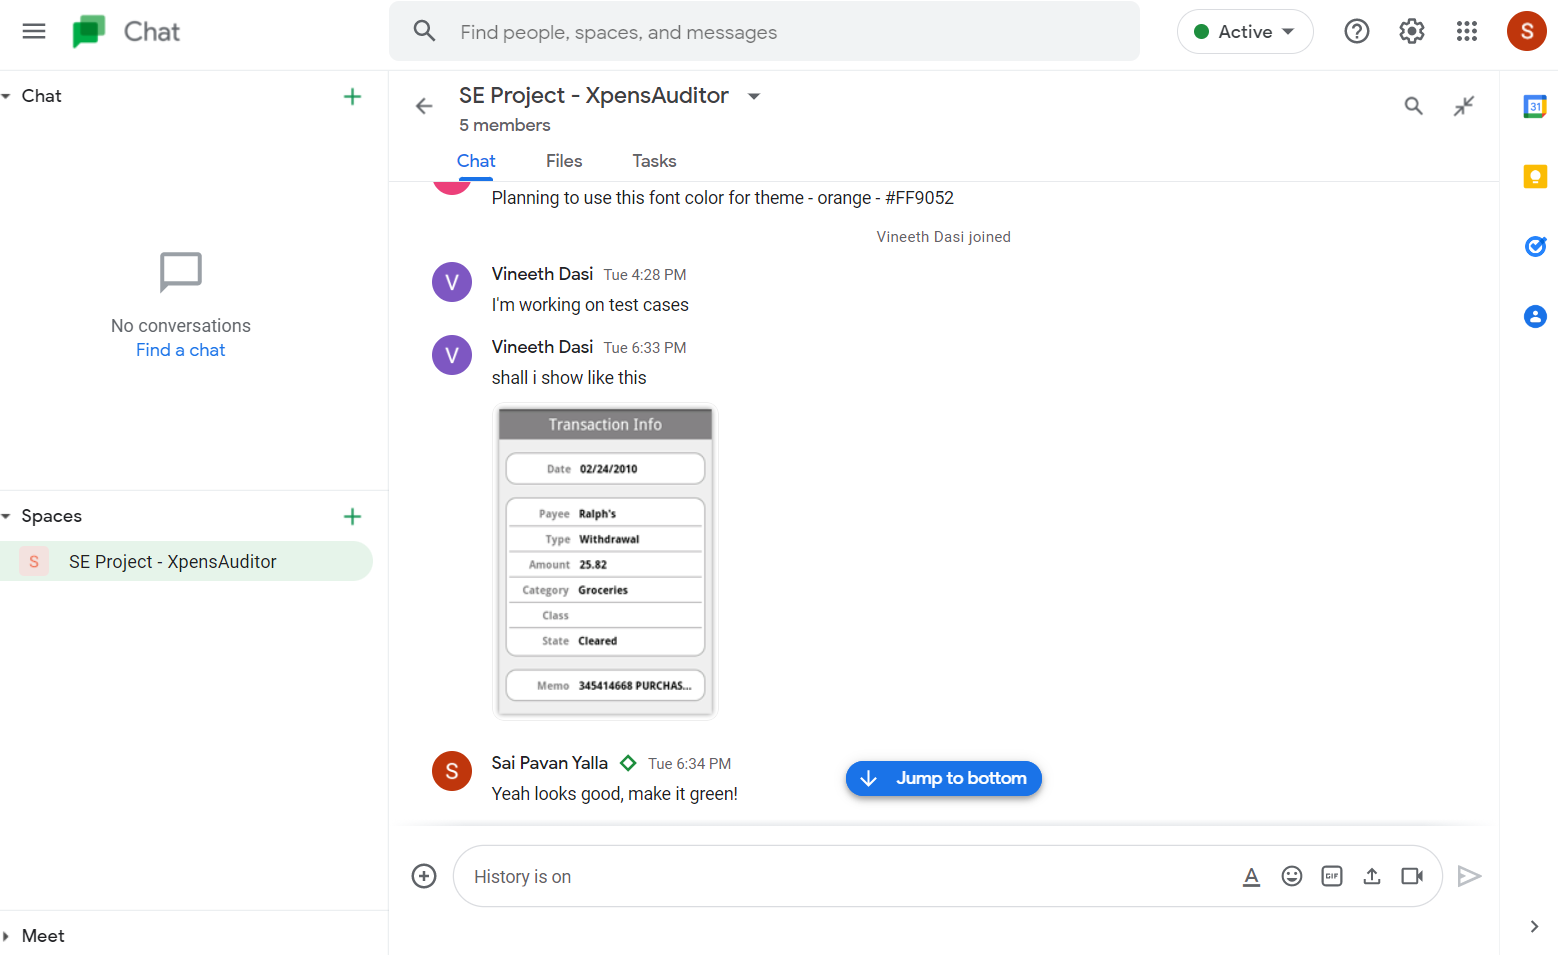 Chat
Find people, spaces, and messages
Active
S
Chat
No conversations
Find a chat
Spaces
S SE Project - XpensAuditor
Meet
SE Project - XpensAuditor
5 members
Chat Files Tasks
Planning to use this font color for theme - orange - #FF9052
Vineeth Dasi joined
V Vineeth Dasi Tue 4:28 PM
I'm working on test cases
V Vineeth Dasi Tue 6:33 PM
shall i show like this
Transaction Info
Date 02/24/2010
Payee Ralph's
Type Withdrawal
Amount 25.82
Category Groceries
Class
State Cleared
Memo 345414668 PURCHAS...
S Sai Pavan Yalla Tue 6:34 PM
Yeah looks good, make it green!
Jump to bottom
History is on
A
GIF
31